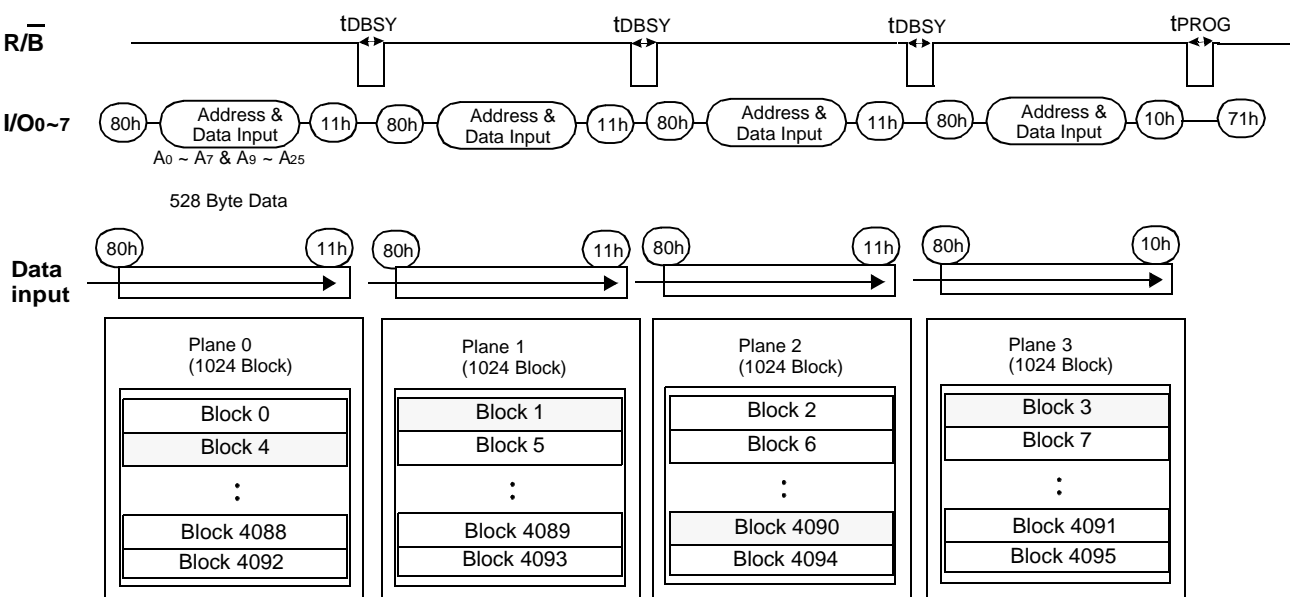 tDBSY tDBSY tDBSY tPROG
R/B̅
I/O0~7 80h Address & Data Input 11h 80h Address & Data Input 11h 80h Address & Data Input 11h 80h Address & Data Input 10h 71h
A0 ~ A7 & A9 ~ A25
528 Byte Data
80h 11h 80h 11h 80h 11h 80h 10h
Data
input
Plane 0
(1024 Block)
Block 0
Block 4
:
Block 4088
Block 4092
Plane 1
(1024 Block)
Block 1
Block 5
:
Block 4089
Block 4093
Plane 2
(1024 Block)
Block 2
Block 6
:
Block 4090
Block 4094
Plane 3
(1024 Block)
Block 3
Block 7
:
Block 4091
Block 4095